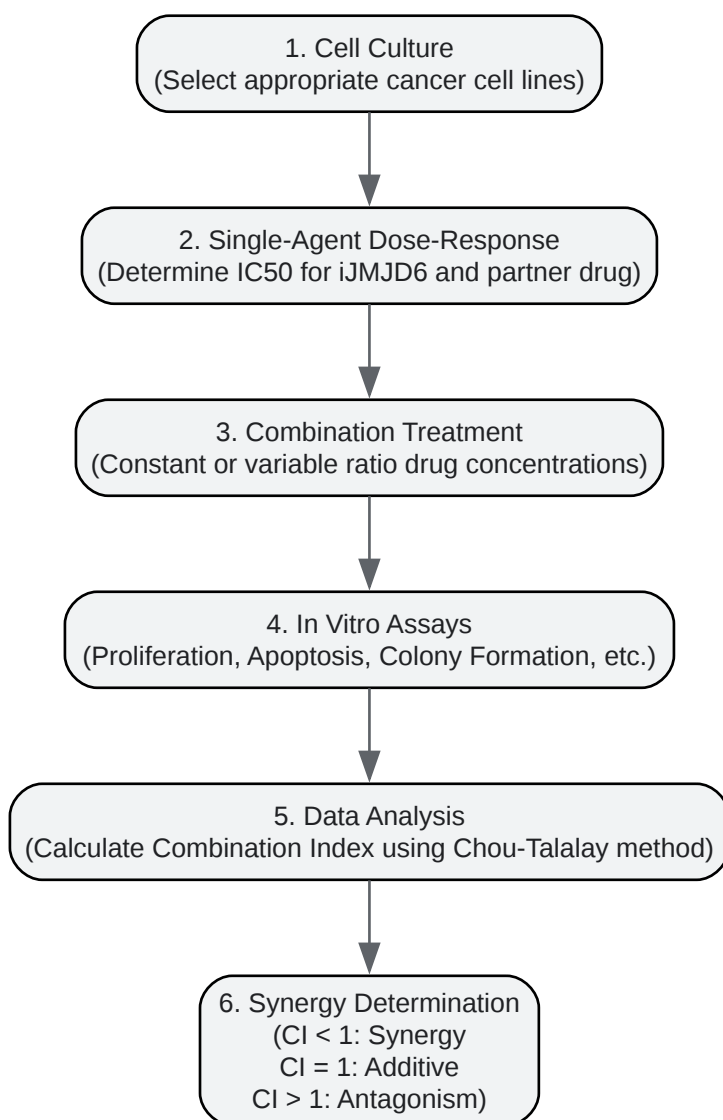 1. Cell Culture
(Select appropriate cancer cell lines)
2. Single-Agent Dose-Response
(Determine IC50 for iJMJD6 and partner drug)
3. Combination Treatment
(Constant or variable ratio drug concentrations)
4. In Vitro Assays
(Proliferation, Apoptosis, Colony Formation, etc.)
5. Data Analysis
(Calculate Combination Index using Chou-Talalay method)
6. Synergy Determination
(CI < 1: Synergy
CI = 1: Additive
CI > 1: Antagonism)